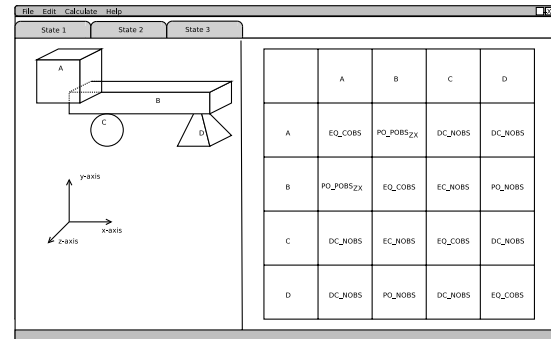 File Edit Calculate Help
State 1 State 2 State 3
A
B
C
D
y-axis
x-axis
z-axis
A B C D
A EQ_COBS PO_POBSZX DC_NOBS DC_NOBS
B PO_POBSZX EQ_COBS EC_NOBS PO_NOBS
C DC_NOBS EC_NOBS EQ_COBS DC_NOBS
D DC_NOBS PO_NOBS DC_NOBS EQ_COBS